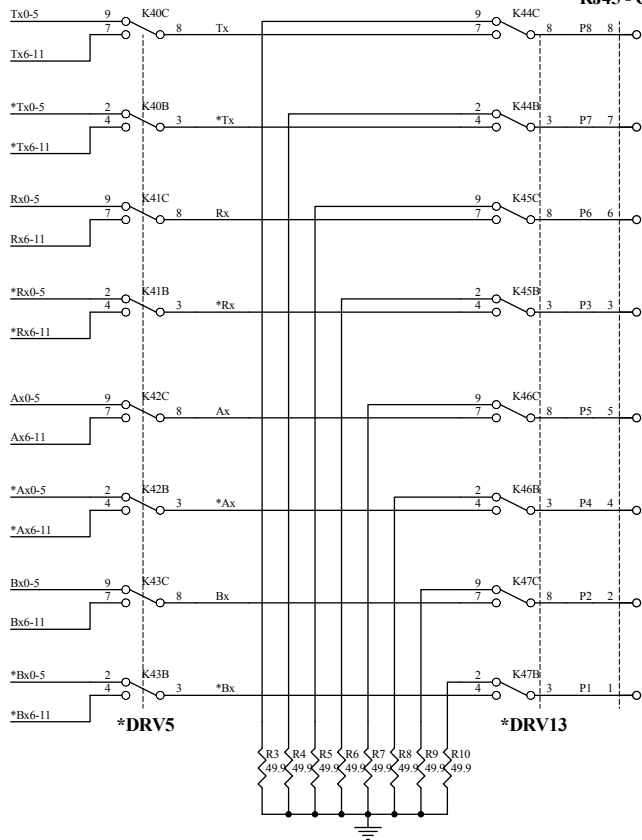 RJ45 - C
Tx0-5 9 K40C 9 K44C
7 8 Tx 7 8 P8 8
Tx6-11
*Tx0-5 2 K40B 2 K44B
4 3 *Tx 4 3 P7 7
*Tx6-11
Rx0-5 9 K41C 9 K45C
7 8 Rx 7 8 P6 6
Rx6-11
*Rx0-5 2 K41B 2 K45B
4 3 *Rx 4 3 P3 3
*Rx6-11
Ax0-5 9 K42C 9 K46C
7 8 Ax 7 8 P5 5
Ax6-11
*Ax0-5 2 K42B 2 K46B
4 3 *Ax 4 3 P4 4
*Ax6-11
Bx0-5 9 K43C 9 K47C
7 8 Bx 7 8 P2 2
Bx6-11
*Bx0-5 2 K43B 2 K47B
4 3 *Bx 4 3 P1 1
*Bx6-11
*DRV5 *DRV13
R3 R4 R5 R6 R7 R8 R9 R10
49.9 49.9 49.9 49.9 49.9 49.9 49.9 49.9